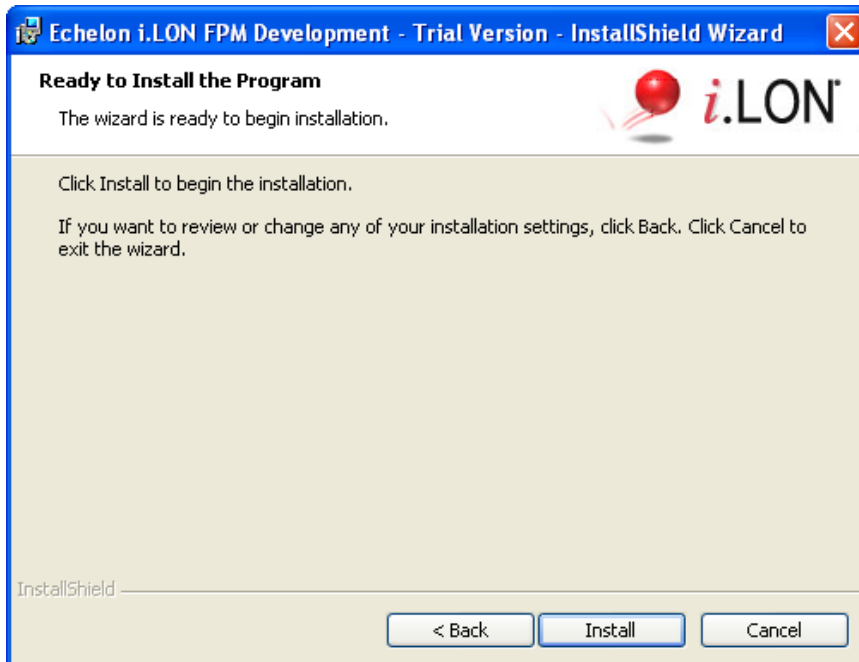 Echelon i.LON FPM Development - Trial Version - InstallShield Wizard
Ready to Install the Program
The wizard is ready to begin installation.
i.LON
Click Install to begin the installation.
If you want to review or change any of your installation settings, click Back. Click Cancel to
exit the wizard.
InstallShield
< Back
Install
Cancel